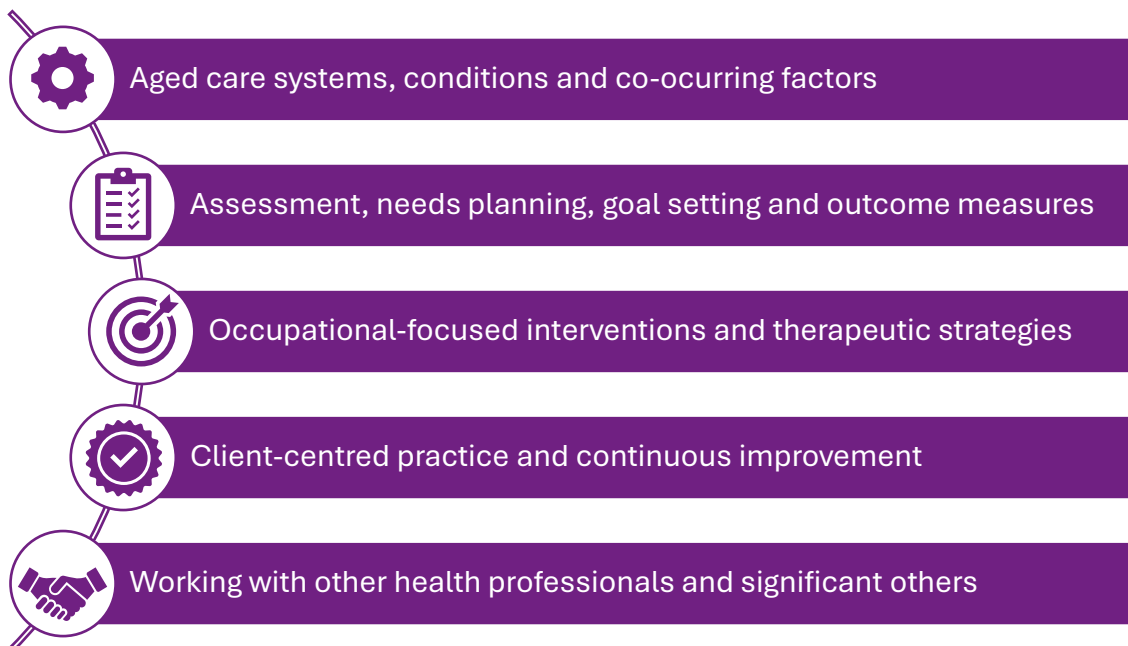 Aged care systems, conditions and co-ocurring factors
Assessment, needs planning, goal setting and outcome measures
Occupational-focused interventions and therapeutic strategies
Client-centred practice and continuous improvement
Working with other health professionals and significant others